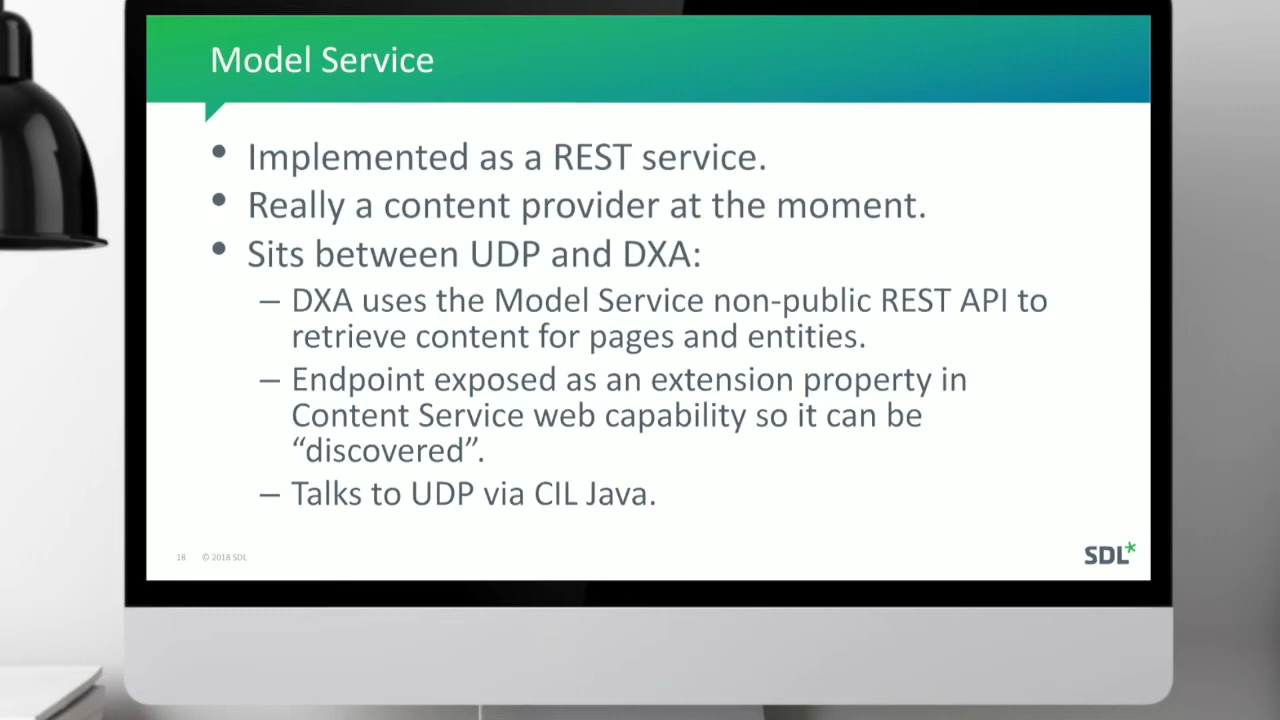 Model Service
• Implemented as a REST service.
• Really a content provider at the moment.
• Sits between UDP and DXA:
– DXA uses the Model Service non-public REST API to
retrieve content for pages and entities.
– Endpoint exposed as an extension property in
Content Service web capability so it can be
“discovered”.
– Talks to UDP via CIL Java.
18 © 2018 SDL
SDL*